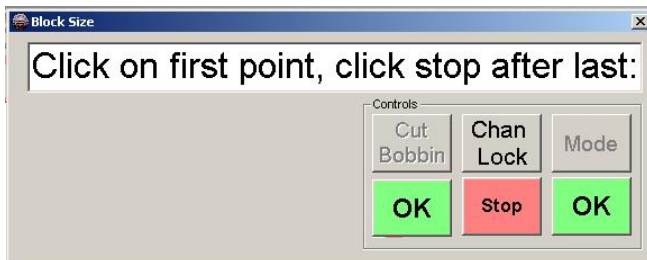 Block Size
Click on first point, click stop after last:
Controls
Cut
Bobbin
Chan
Lock
Mode
OK
Stop
OK